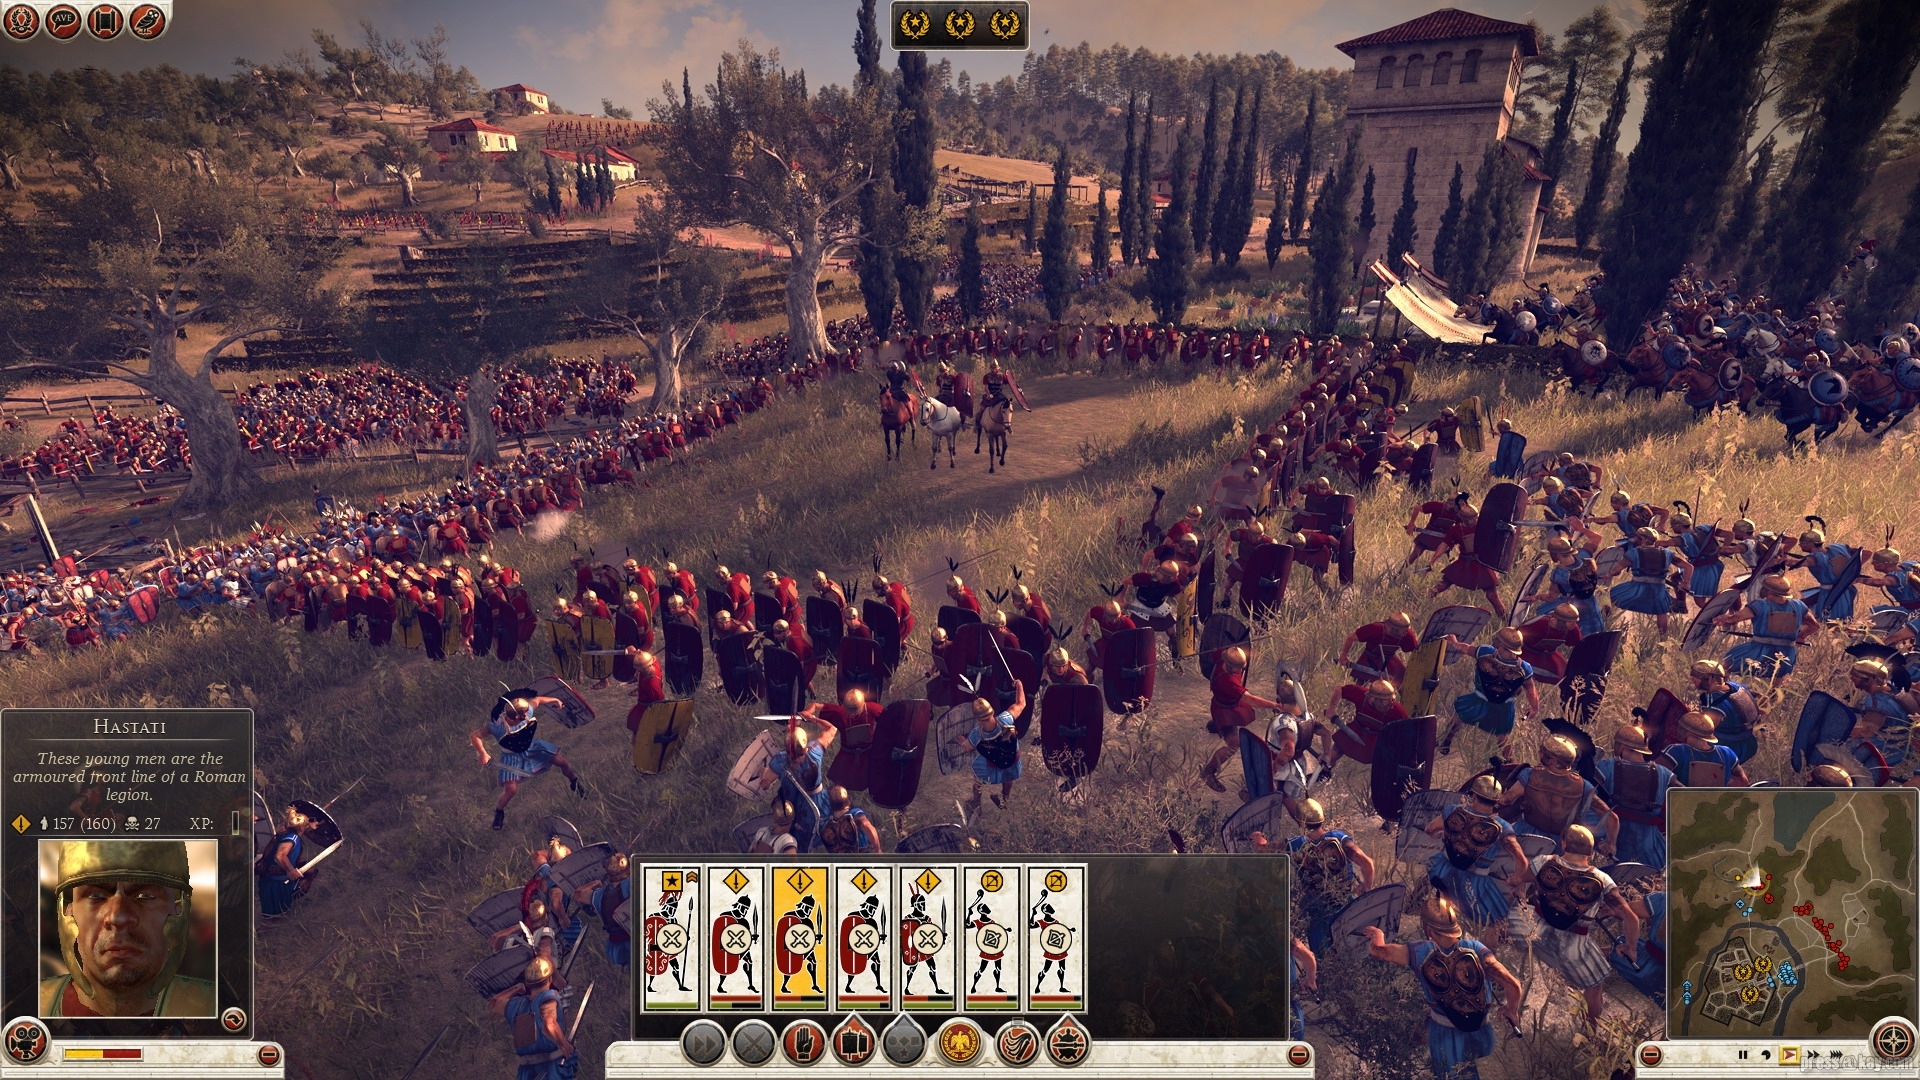 AVE
HASTATI
These young men are the
armoured front line of a Roman
legion.
157 (160) 27 XP: